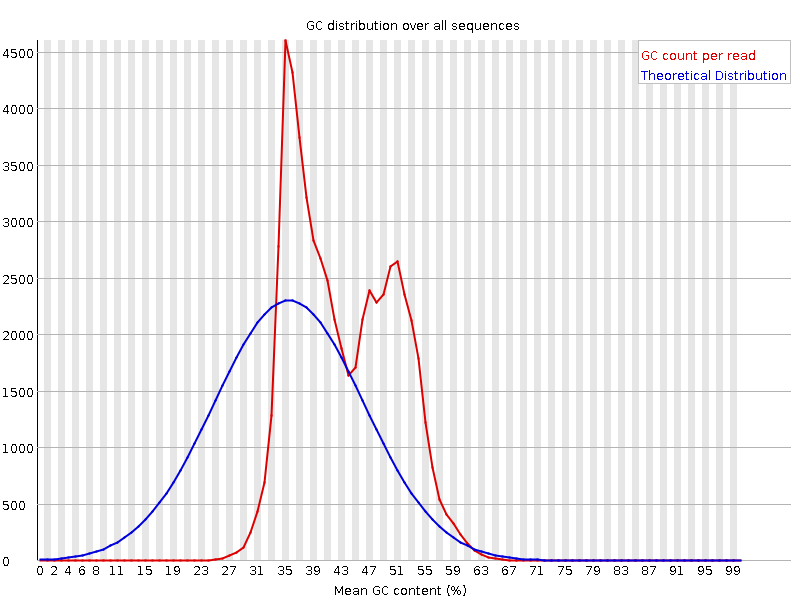 GC distribution over all sequences
GC count per read
Theoretical Distribution
4500
4000
3500
3000
2500
2000
1500
1000
500
0
0 2 4 6 8 11 15 19 23 27 31 35 39 43 47 51 55 59 63 67 71 75 79 83 87 91 95 99
Mean GC content (%)